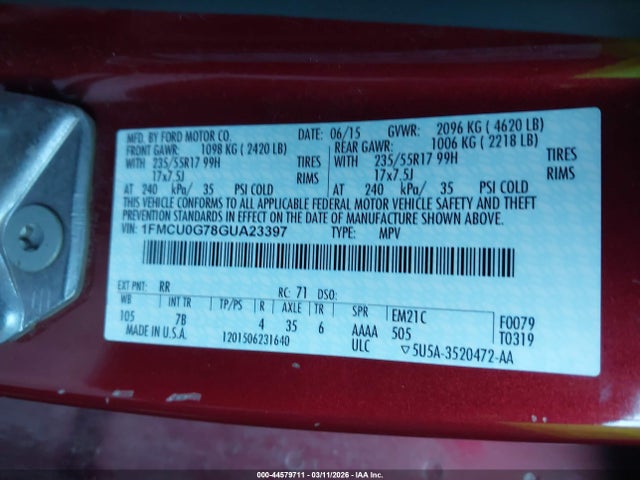 MFD. BY FORD MOTOR CO. DATE: 06/15 GVWR: 2096 KG ( 4620 LB)
FRONT GAWR: 1098 KG ( 2420 LB) REAR GAWR: 1006 KG ( 2218 LB)
WITH 235/55R17 99H TIRES WITH 235/55R17 99H TIRES
17x7.5J RIMS 17x7.5J RIMS
AT 240 kPa/ 35 PSI COLD AT 240 kPa/ 35 PSI COLD
THIS VEHICLE CONFORMS TO ALL APPLICABLE FEDERAL MOTOR VEHICLE SAFETY AND THEFT
PREVENTION STANDARDS IN EFFECT ON THE DATE OF MANUFACTURE SHOWN ABOVE.
VIN: 1FMCU0G78GUA23397 TYPE: MPV
EXT PNT: RR RC: 71 DSO:
WB INT TR TP/PS R AXLE TR SPR EM21C F0079
105 7B 4 35 6 AAAA 505 T0319
MADE IN U.S.A. 1201506231640 ULC ▽5U5A-3520472-AA
000-44579711 - 03/11/2026 - IAA Inc.